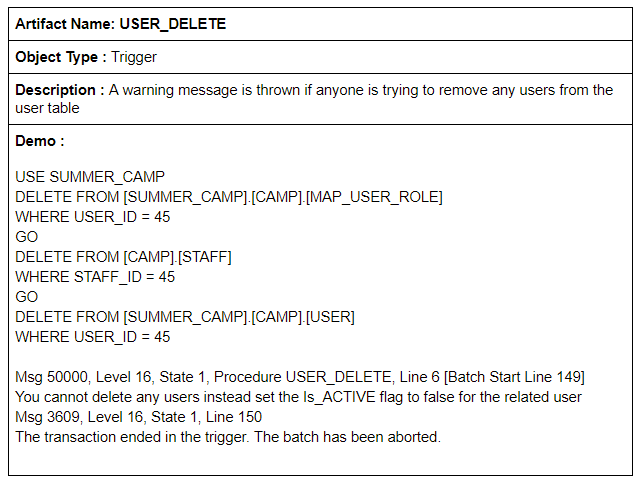 Artifact Name: USER_DELETE
Object Type : Trigger
Description : A warning message is thrown if anyone is trying to remove any users from the
user table
Demo :
USE SUMMER_CAMP
DELETE FROM [SUMMER_CAMP].[CAMP].[MAP_USER_ROLE]
WHERE USER_ID = 45
GO
DELETE FROM [CAMP].[STAFF]
WHERE STAFF_ID = 45
GO
DELETE FROM [SUMMER_CAMP].[CAMP].[USER]
WHERE USER_ID = 45
Msg 50000, Level 16, State 1, Procedure USER_DELETE, Line 6 [Batch Start Line 149]
You cannot delete any users instead set the Is_ACTIVE flag to false for the related user
Msg 3609, Level 16, State 1, Line 150
The transaction ended in the trigger. The batch has been aborted.